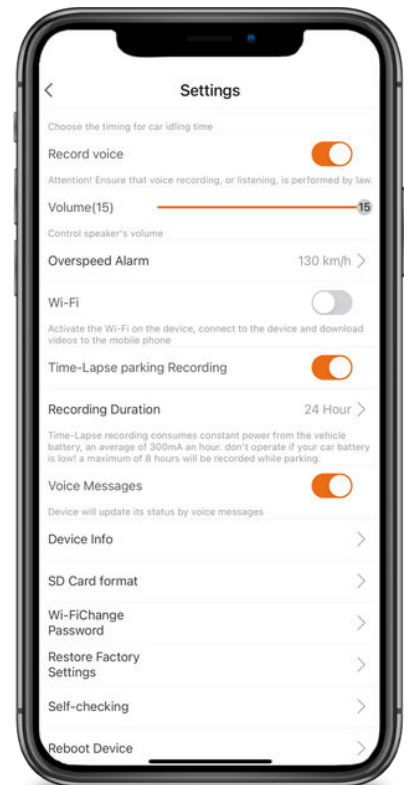 Settings
Choose the timing for car idling time
Record voice
Attention! Ensure that voice recording, or listening, is performed by law.
Volume(15)
15
Control speaker's volume
Overspeed Alarm 130 km/h
Wi-Fi
Activate the Wi-Fi on the device, connect to the device and download
videos to the mobile phone
Time-Lapse parking Recording
Recording Duration 24 Hour
Time-Lapse recording consumes constant power from the vehicle
battery, an average of 300mA an hour. don't operate if your car battery
is low! a maximum of 8 hours will be recorded while parking.
Voice Messages
Device will update its status by voice messages
Device Info
SD Card format
Wi-FiChange
Password
Restore Factory
Settings
Self-checking
Reboot Device